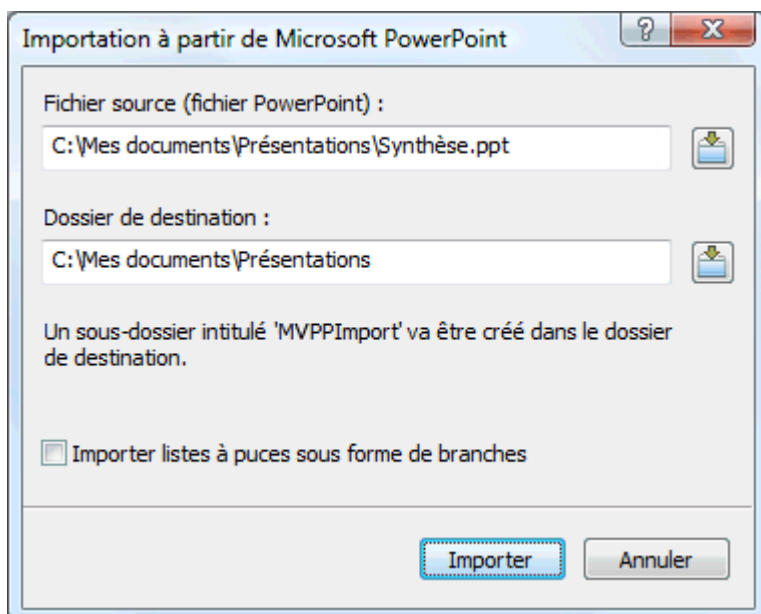 Importation à partir de Microsoft PowerPoint
Fichier source (fichier PowerPoint) :
C:\Mes documents\Présentations\Synthèse.ppt
Dossier de destination :
C:\Mes documents\Présentations
Un sous-dossier intitulé 'MVPPImport' va être créé dans le dossier
de destination.
Importer listes à puces sous forme de branches
Importer
Annuler